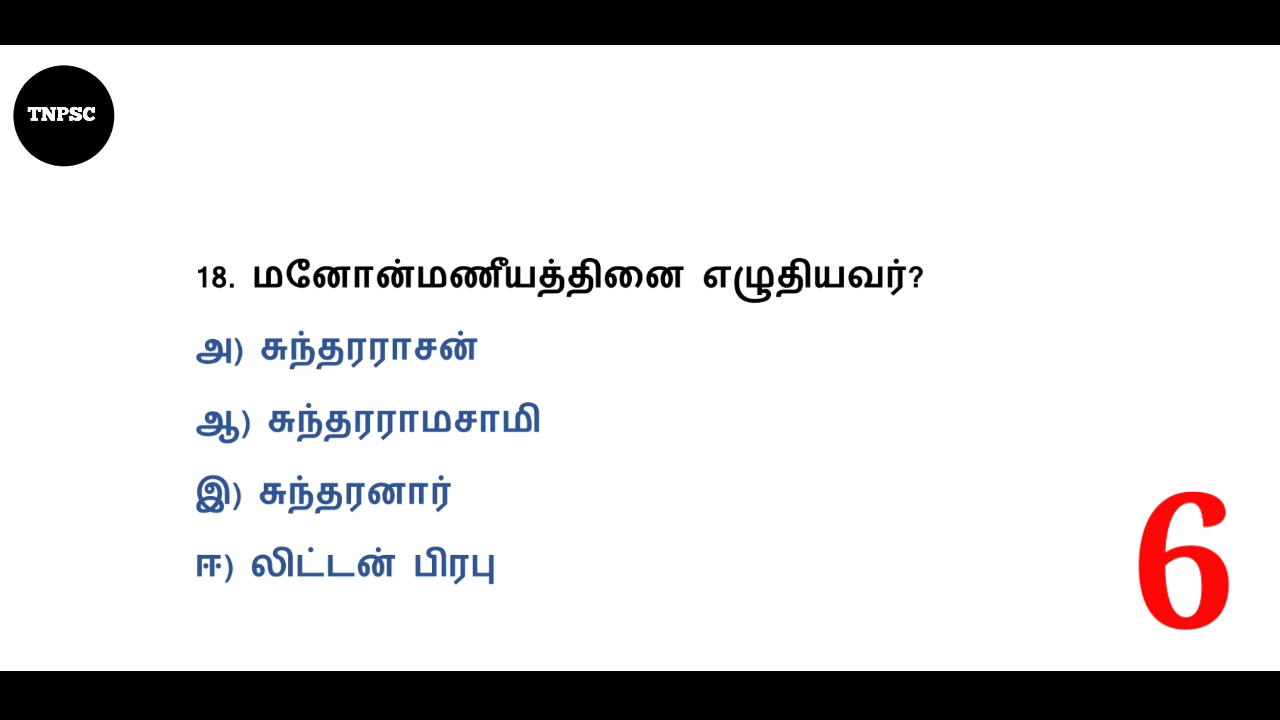 TNPSC
18. மனோன்மணீயத்தினை எழுதியவர்?
அ) சுந்தரராசன்
ஆ) சுந்தரராமசாமி
இ) சுந்தரனார்
ஈ) லிட்டன் பிரபு
6